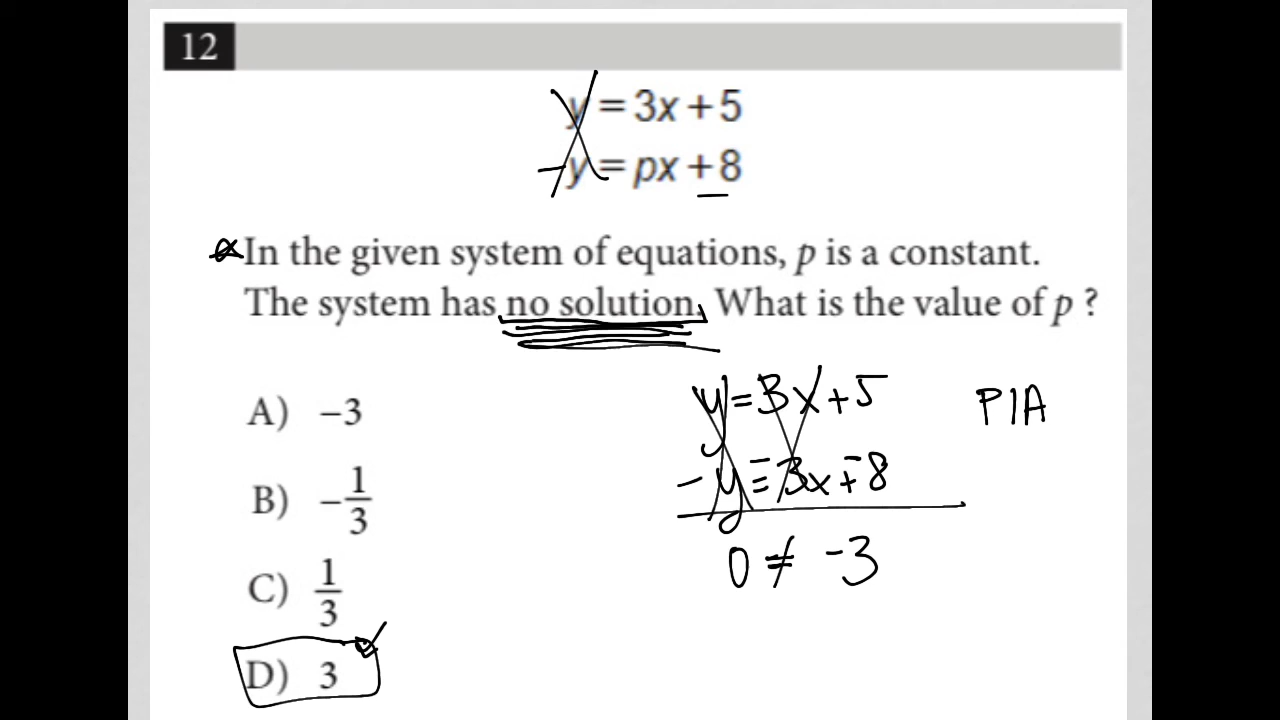 12
y = 3x + 5
−y = px + 8
In the given system of equations, p is a constant.
The system has no solution. What is the value of p ?
A) −3
B) −1/3
C) 1/3
D) 3
y = 3x + 5
PIA
− y = 3x + 8
0 ≠ -3